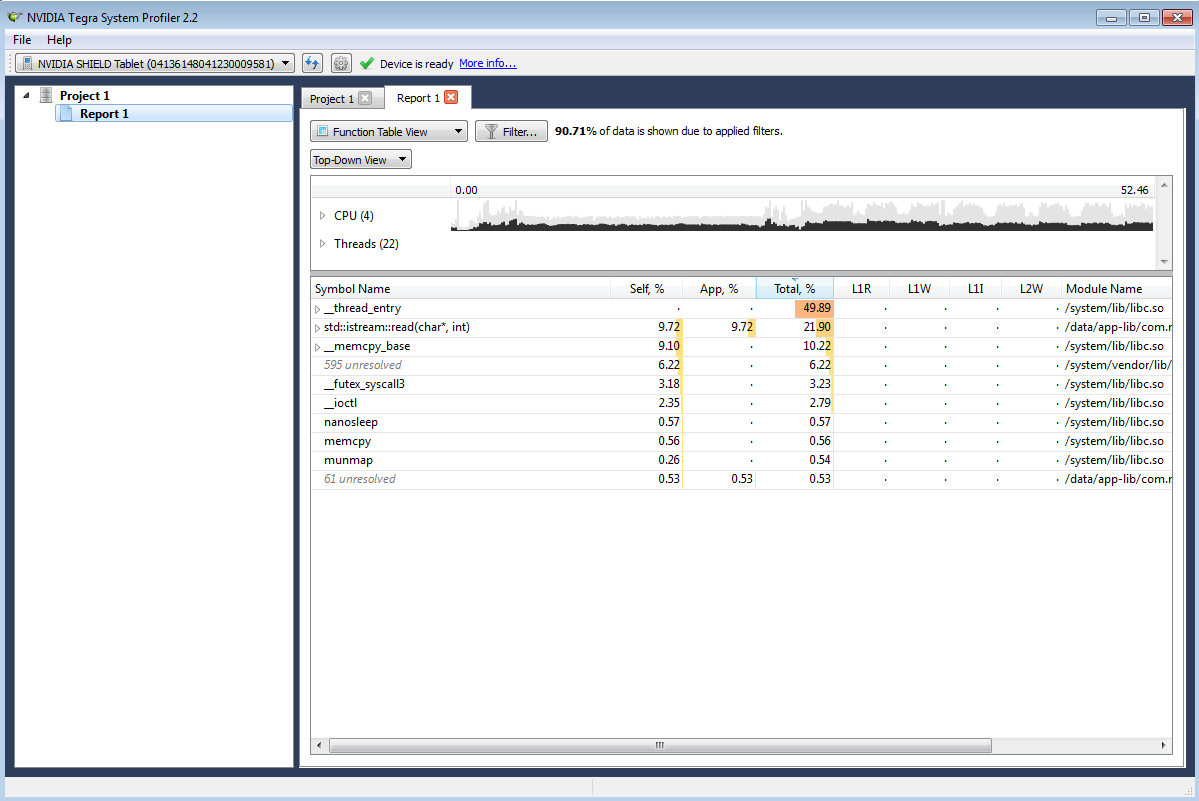 NVIDIA Tegra System Profiler 2.2
File Help
NVIDIA SHIELD Tablet (04136148041230009581) Device is ready More info...
Project 1
Report 1
Project 1 Report 1
Function Table View Filter... 90.71% of data is shown due to applied filters.
Top-Down View
0.00 52.46
CPU (4)
Threads (22)
Symbol Name Self, % App, % Total, % L1R L1W L1I L2W Module Name
__thread_entry . . 49.89 . . . . /system/lib/libc.so
std::istream::read(char*, int) 9.72 9.72 21.90 . . . . /data/app-lib/com.r
__memcpy_base 9.10 . 10.22 . . . . /system/lib/libc.so
595 unresolved 6.22 . 6.22 . . . . /system/vendor/lib/
__futex_syscall3 3.18 . 3.23 . . . . /system/lib/libc.so
__ioctl 2.35 . 2.79 . . . . /system/lib/libc.so
nanosleep 0.57 . 0.57 . . . . /system/lib/libc.so
memcpy 0.56 . 0.56 . . . . /system/lib/libc.so
munmap 0.26 . 0.54 . . . . /system/lib/libc.so
61 unresolved 0.53 0.53 0.53 . . . . /data/app-lib/com.r